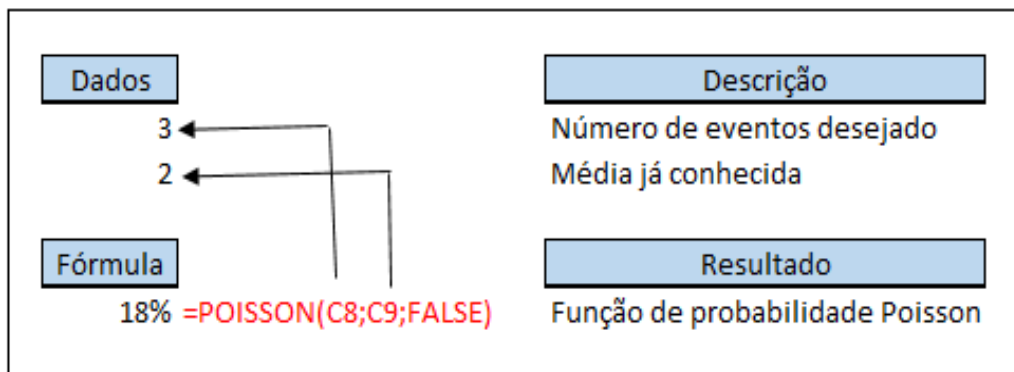 Dados Descrição
3 Número de eventos desejado
2 Média já conhecida
Fórmula Resultado
18% =POISSON(C8;C9;FALSE) Função de probabilidade Poisson